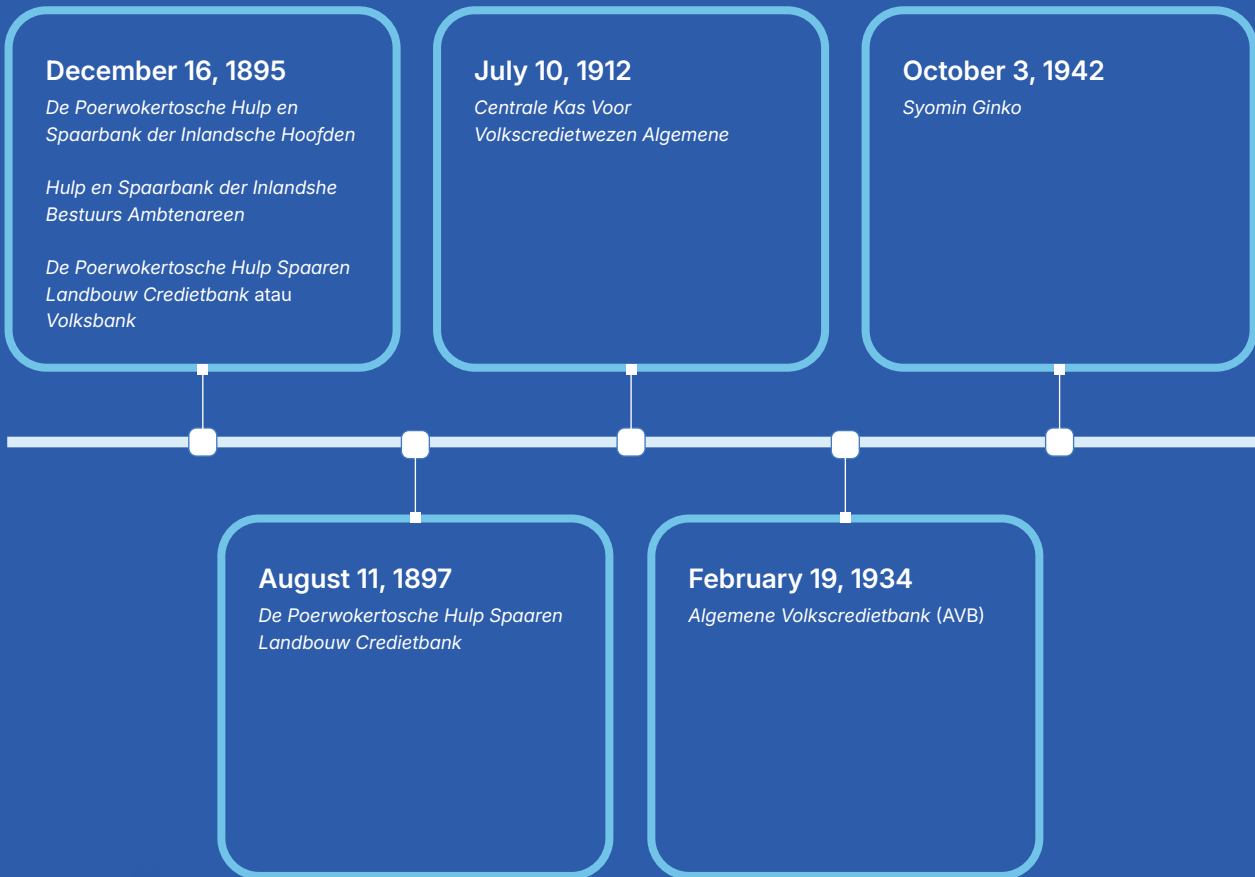 December 16, 1895
De Poerwokertosche Hulp en
Spaarbank der Inlandsche Hoofden
Hulp en Spaarbank der Inlandshe
Bestuurs Ambtenareen
De Poerwokertosche Hulp Spaaren
Landbouw Credietbank atau
Volksbank
August 11, 1897
De Poerwokertosche Hulp Spaaren
Landbouw Credietbank
July 10, 1912
Centrale Kas Voor
Volkscredietwezen Algemene
February 19, 1934
Algemene Volkscredietbank (AVB)
October 3, 1942
Syomin Ginko